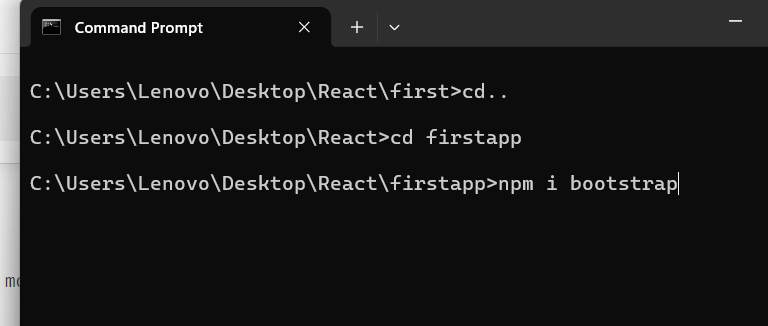 Command Prompt
C:\Users\Lenovo\Desktop\React\first>cd..
C:\Users\Lenovo\Desktop\React>cd firstapp
C:\Users\Lenovo\Desktop\React\firstapp>npm i bootstrap